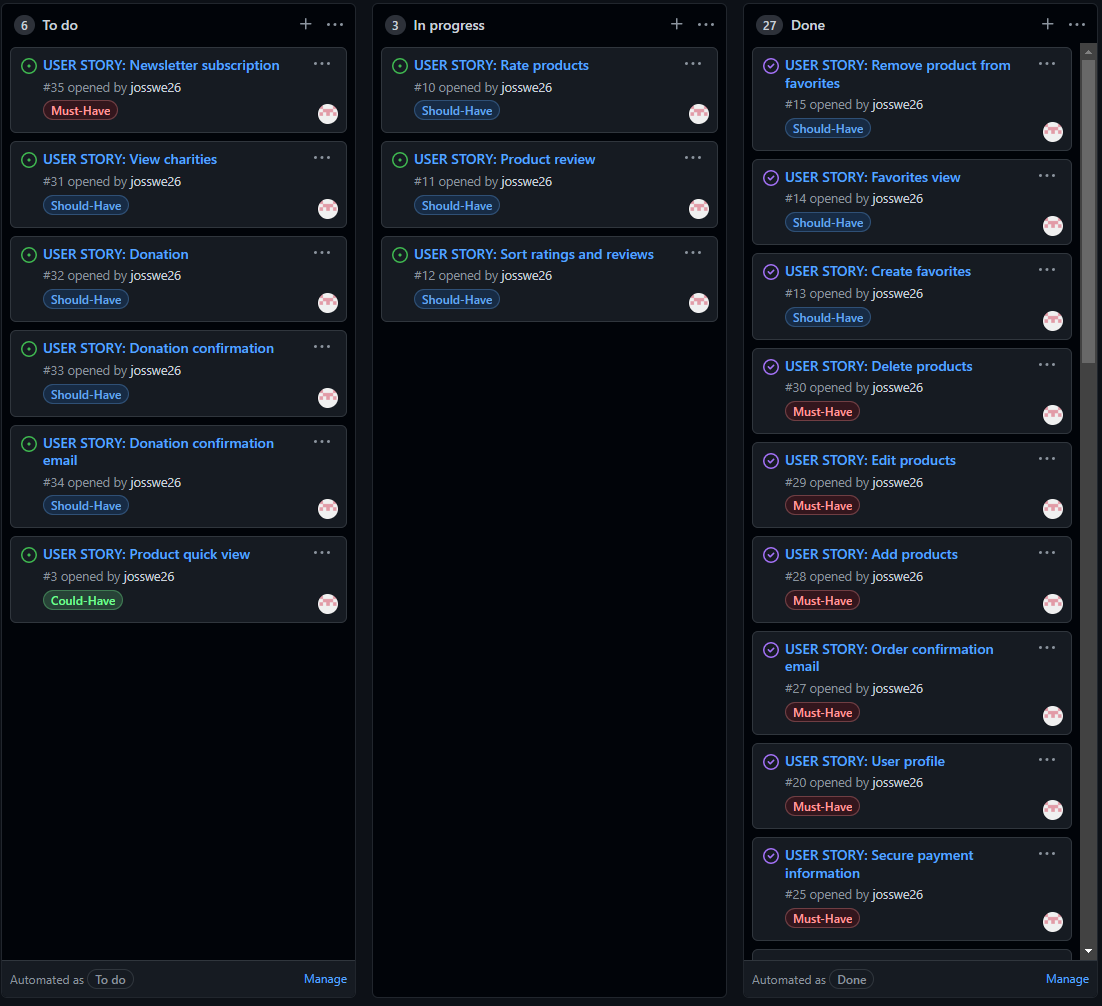 6 To do
USER STORY: Newsletter subscription
#35 opened by josswe26
Must-Have
USER STORY: View charities
#31 opened by josswe26
Should-Have
USER STORY: Donation
#32 opened by josswe26
Should-Have
USER STORY: Donation confirmation
#33 opened by josswe26
Should-Have
USER STORY: Donation confirmation
email
#34 opened by josswe26
Should-Have
USER STORY: Product quick view
#3 opened by josswe26
Could-Have
Automated as To do
Manage
3 In progress
USER STORY: Rate products
#10 opened by josswe26
Should-Have
USER STORY: Product review
#11 opened by josswe26
Should-Have
USER STORY: Sort ratings and reviews
#12 opened by josswe26
Should-Have
27 Done
USER STORY: Remove product from
favorites
#15 opened by josswe26
Should-Have
USER STORY: Favorites view
#14 opened by josswe26
Should-Have
USER STORY: Create favorites
#13 opened by josswe26
Should-Have
USER STORY: Delete products
#30 opened by josswe26
Must-Have
USER STORY: Edit products
#29 opened by josswe26
Must-Have
USER STORY: Add products
#28 opened by josswe26
Must-Have
USER STORY: Order confirmation
email
#27 opened by josswe26
Must-Have
USER STORY: User profile
#20 opened by josswe26
Must-Have
USER STORY: Secure payment
information
#25 opened by josswe26
Must-Have
Automated as Done
Manage